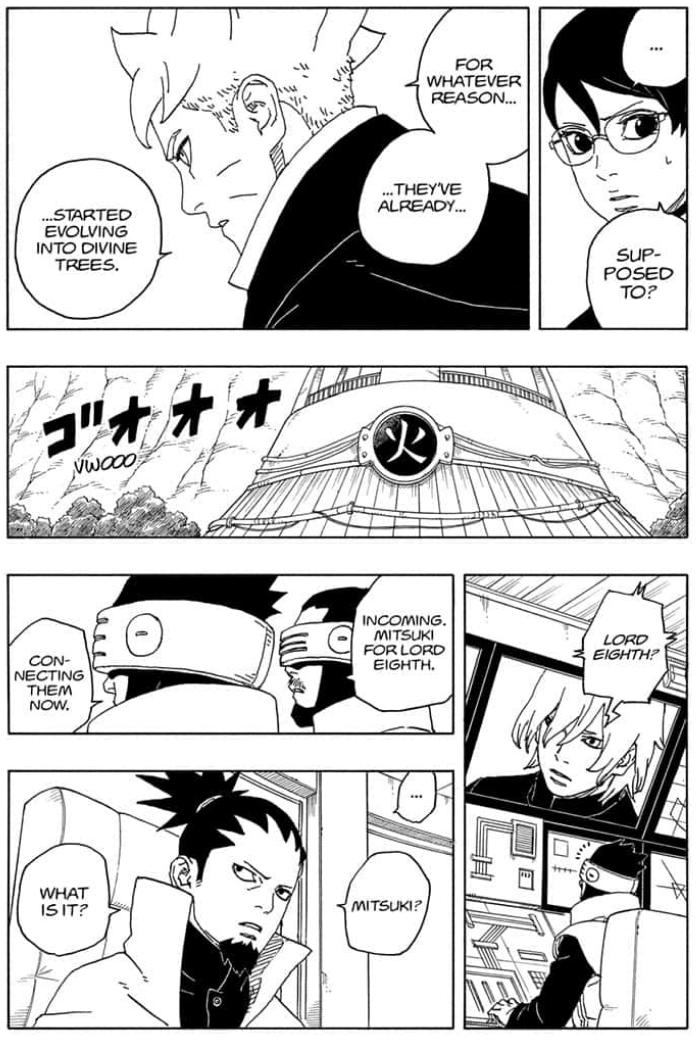 ...
SUP-
POSED
TO?
FOR
WHATEVER
REASON...
...THEY'VE
ALREADY...
...STARTED
EVOLVING
INTO DIVINE
TREES.
火
ゴオオオ
VWOOO
LORD
EIGHTH?
INCOMING.
MITSUKI
FOR LORD
EIGHTH.
CON-
NECTING
THEM
NOW.
...
MITSUKI?
WHAT
IS IT?